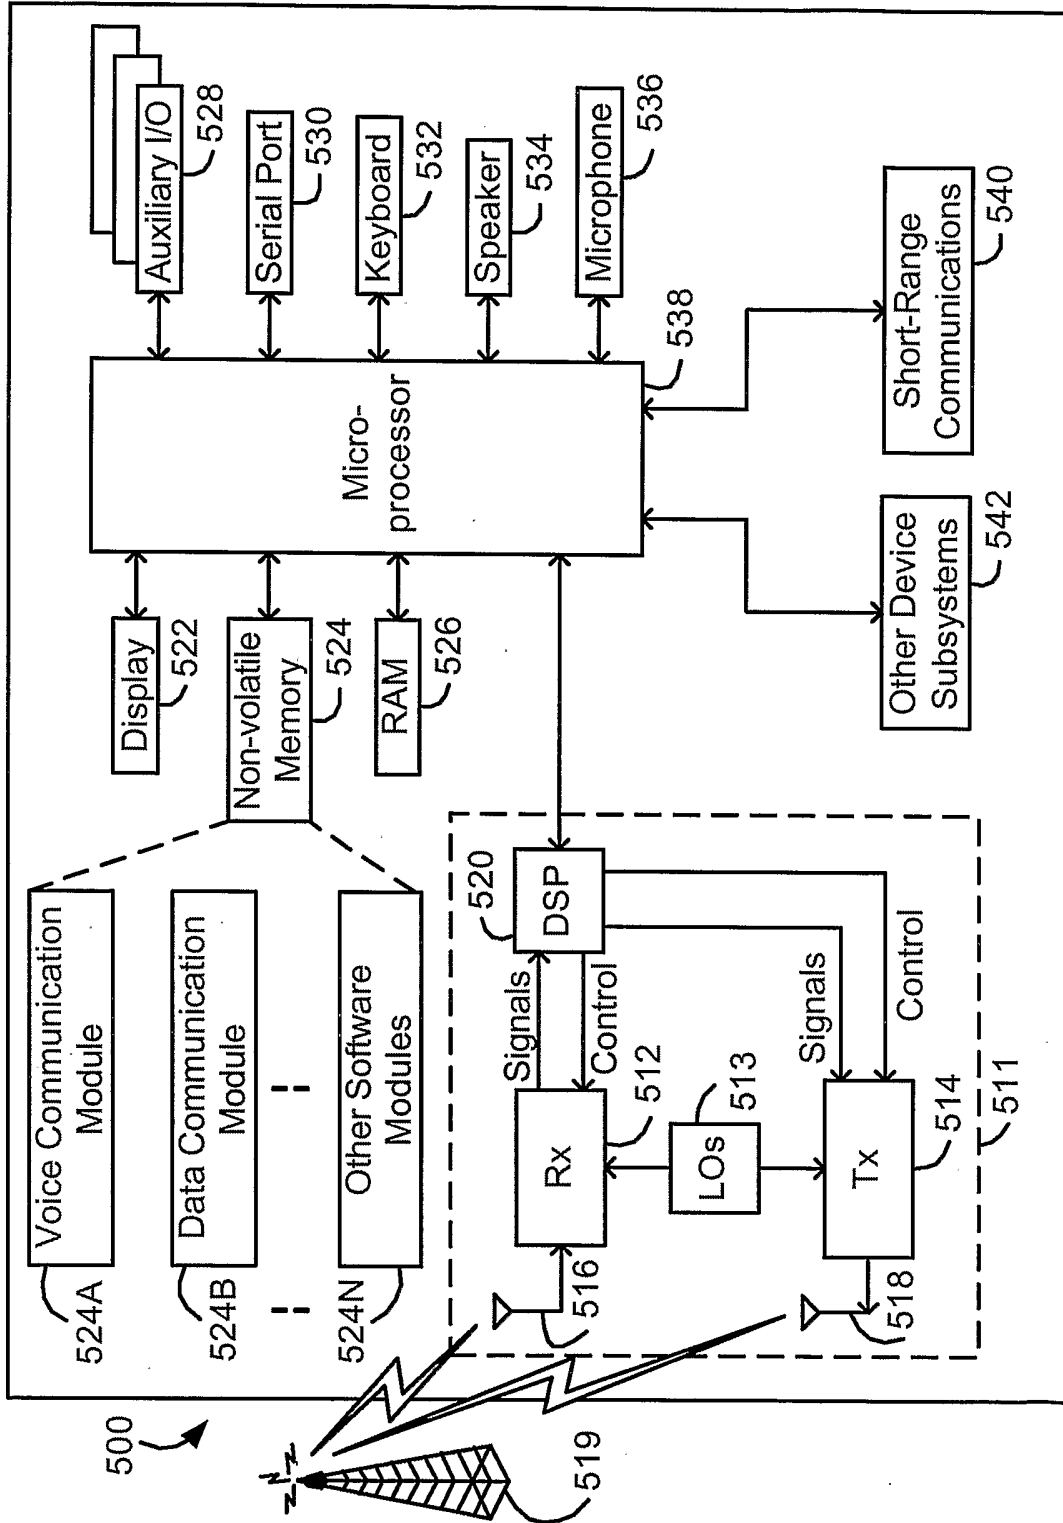 500
519
524A
Voice Communication
Module
524B
Data Communication
Module
524N
Other Software
Modules
Display
522
Non-volatile
Memory
524
RAM
526
Micro-
processor
538
Auxiliary I/O
528
Serial Port
530
Keyboard
532
Speaker
534
Microphone
536
Short-Range
Communications
540
Other Device
Subsystems
542
516
Rx
512
Signals
Control
DSP
520
LOs
513
518
Tx
514
Signals
Control
511